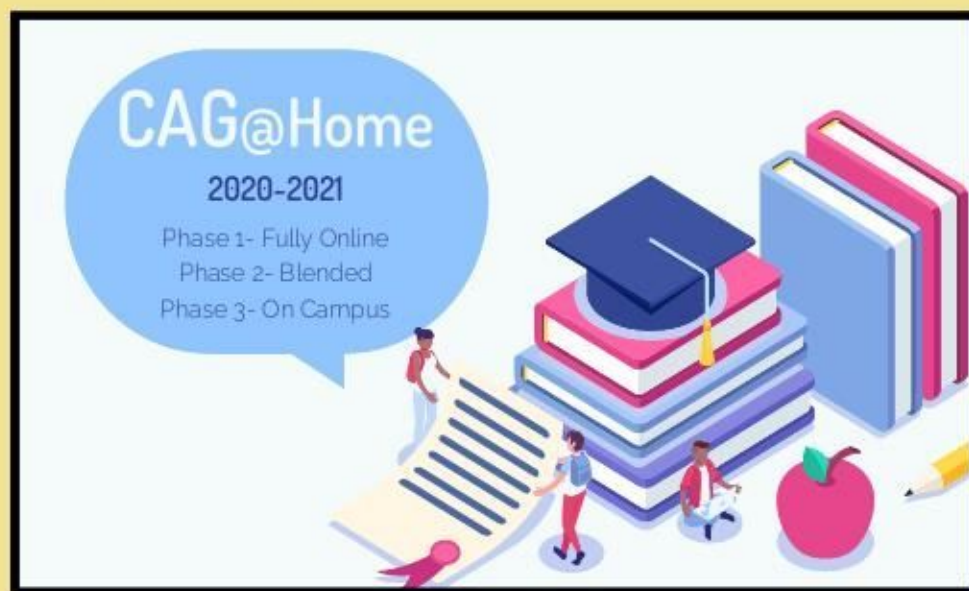 CAG@Home
2020-2021
Phase 1- Fully Online
Phase 2- Blended
Phase 3- On Campus